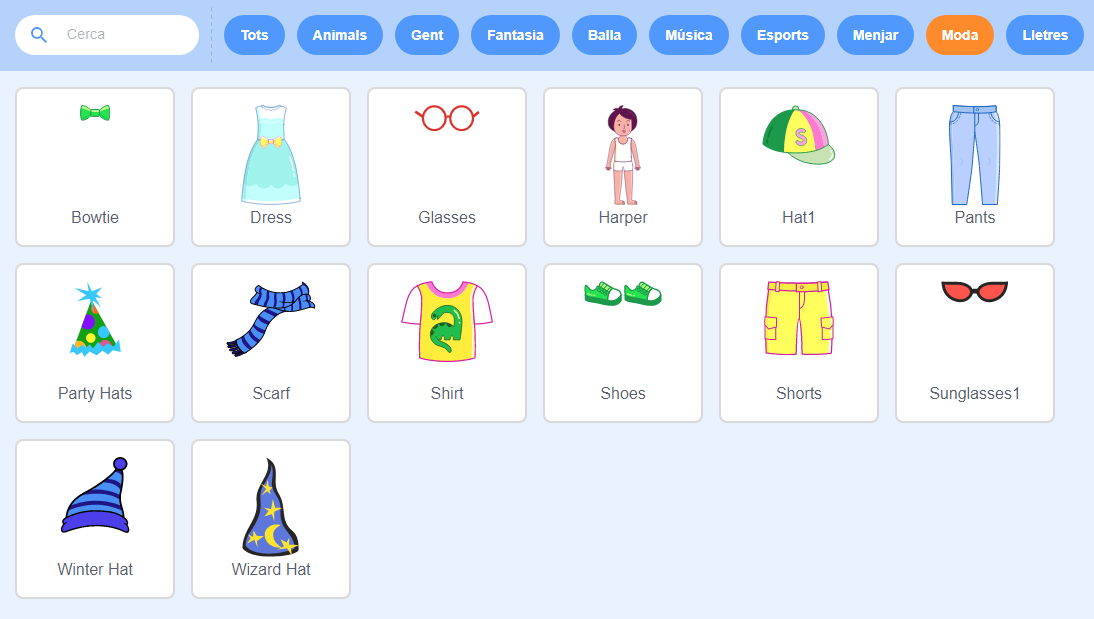 Cerca
Tots Animals Gent Fantasia Balla Música Esports Menjar Moda Lletres
S
Bowtie Dress Glasses Harper Hat1 Pants
Party Hats Scarf Shirt Shoes Shorts Sunglasses1
Winter Hat Wizard Hat